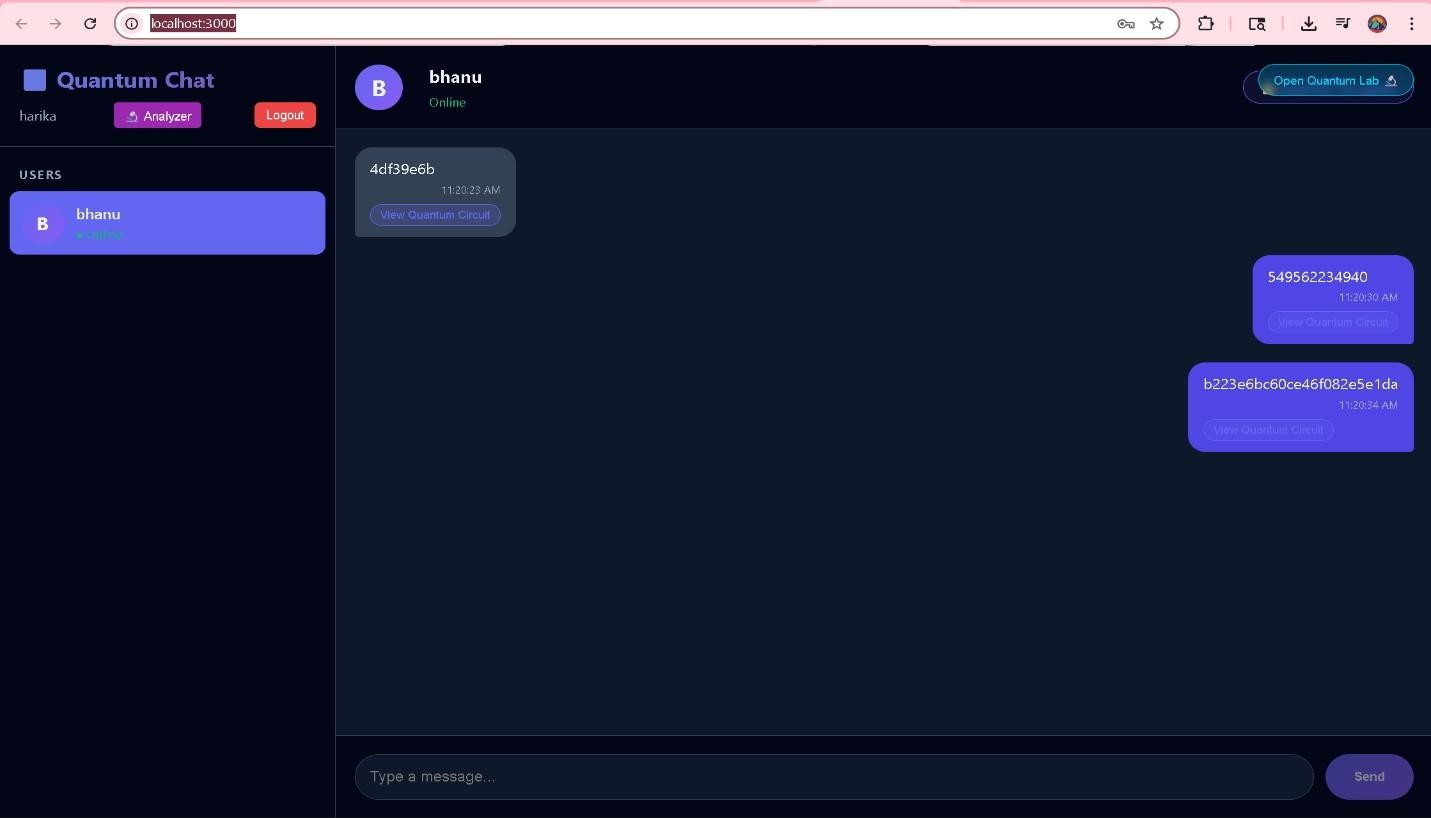 localhost:3000
Quantum Chat
harika
Analyzer
Logout
USERS
B
bhanu
● Online
B
bhanu
Online
Open Quantum Lab
4df39e6b
11:20:23 AM
View Quantum Circuit
549562234940
11:20:30 AM
View Quantum Circuit
b223e6bc60ce46f082e5e1da
11:20:34 AM
View Quantum Circuit
Type a message...
Send